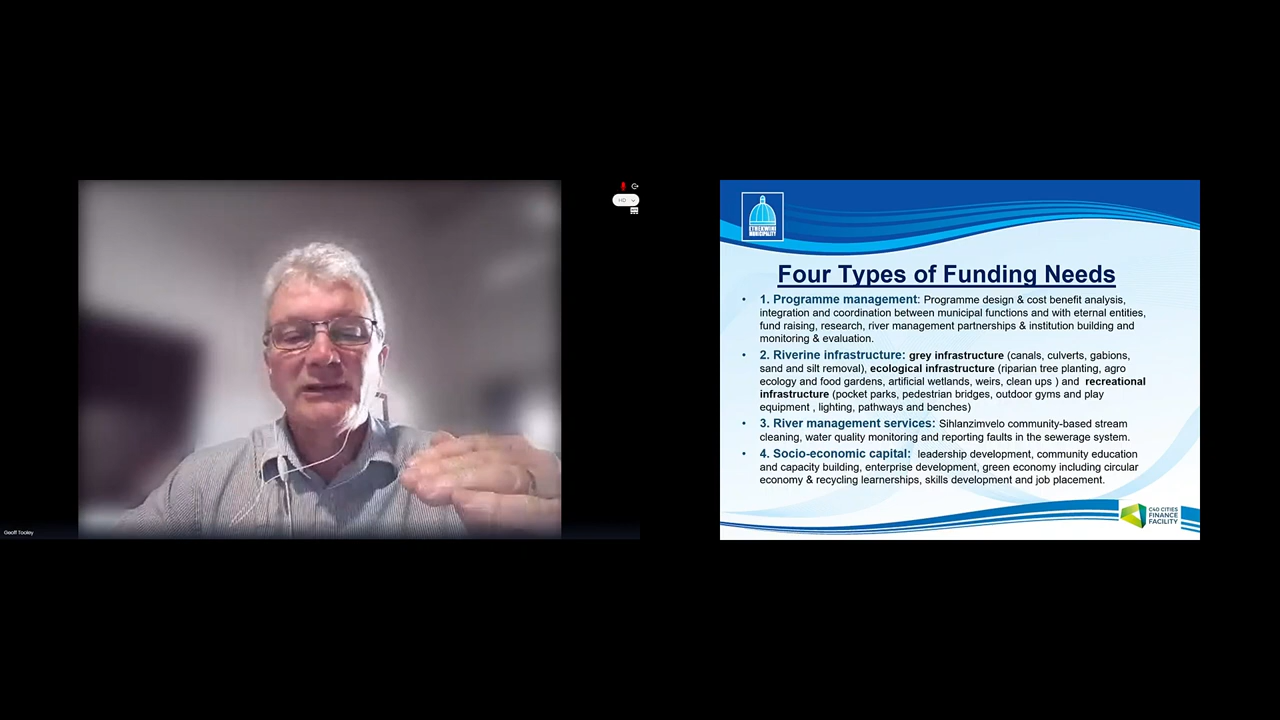 HD
Geoff Tooley
ETHEKWINI
MUNICIPALITY
Four Types of Funding Needs
• 1. Programme management: Programme design & cost benefit analysis,
integration and coordination between municipal functions and with eternal entities,
fund raising, research, river management partnerships & institution building and
monitoring & evaluation.
• 2. Riverine infrastructure: grey infrastructure (canals, culverts, gabions,
sand and silt removal), ecological infrastructure (riparian tree planting, agro
ecology and food gardens, artificial wetlands, weirs, clean ups ) and recreational
infrastructure (pocket parks, pedestrian bridges, outdoor gyms and play
equipment , lighting, pathways and benches)
• 3. River management services: Sihlanzimvelo community-based stream
cleaning, water quality monitoring and reporting faults in the sewerage system.
• 4. Socio-economic capital: leadership development, community education
and capacity building, enterprise development, green economy including circular
economy & recycling learnerships, skills development and job placement.
C40 CITIES
FINANCE
FACILITY